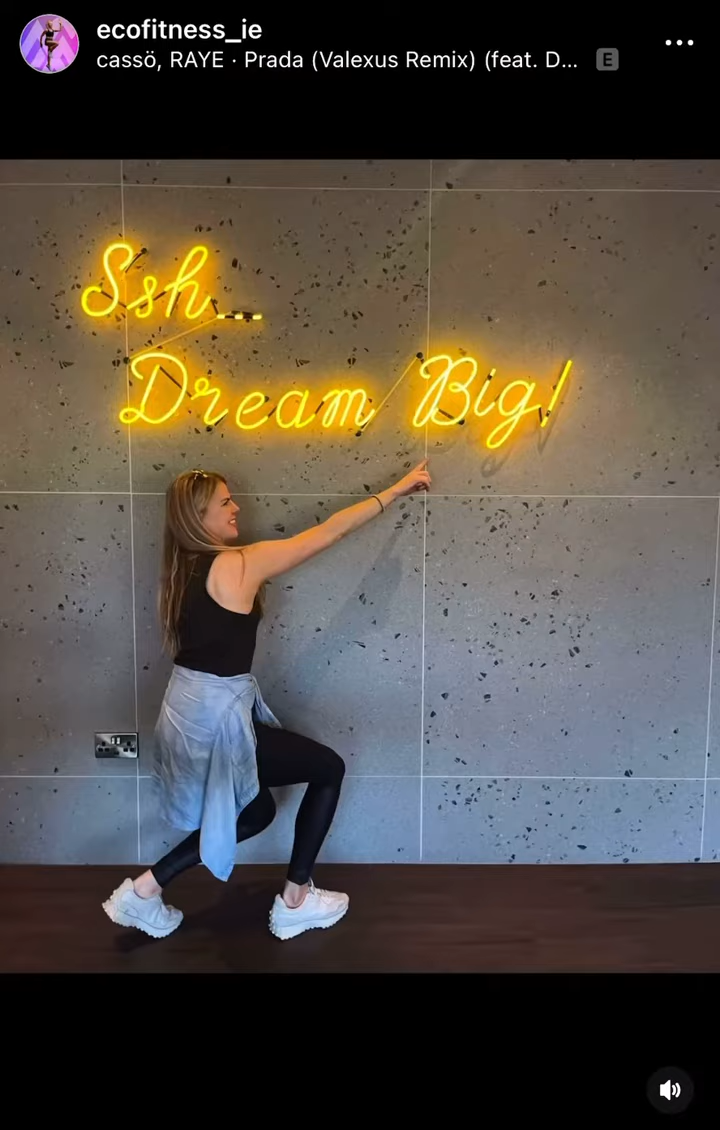 ecofitness_ie
cassö, RAYE · Prada (Valexus Remix) (feat. D... E
Ssh...
Dream Big!